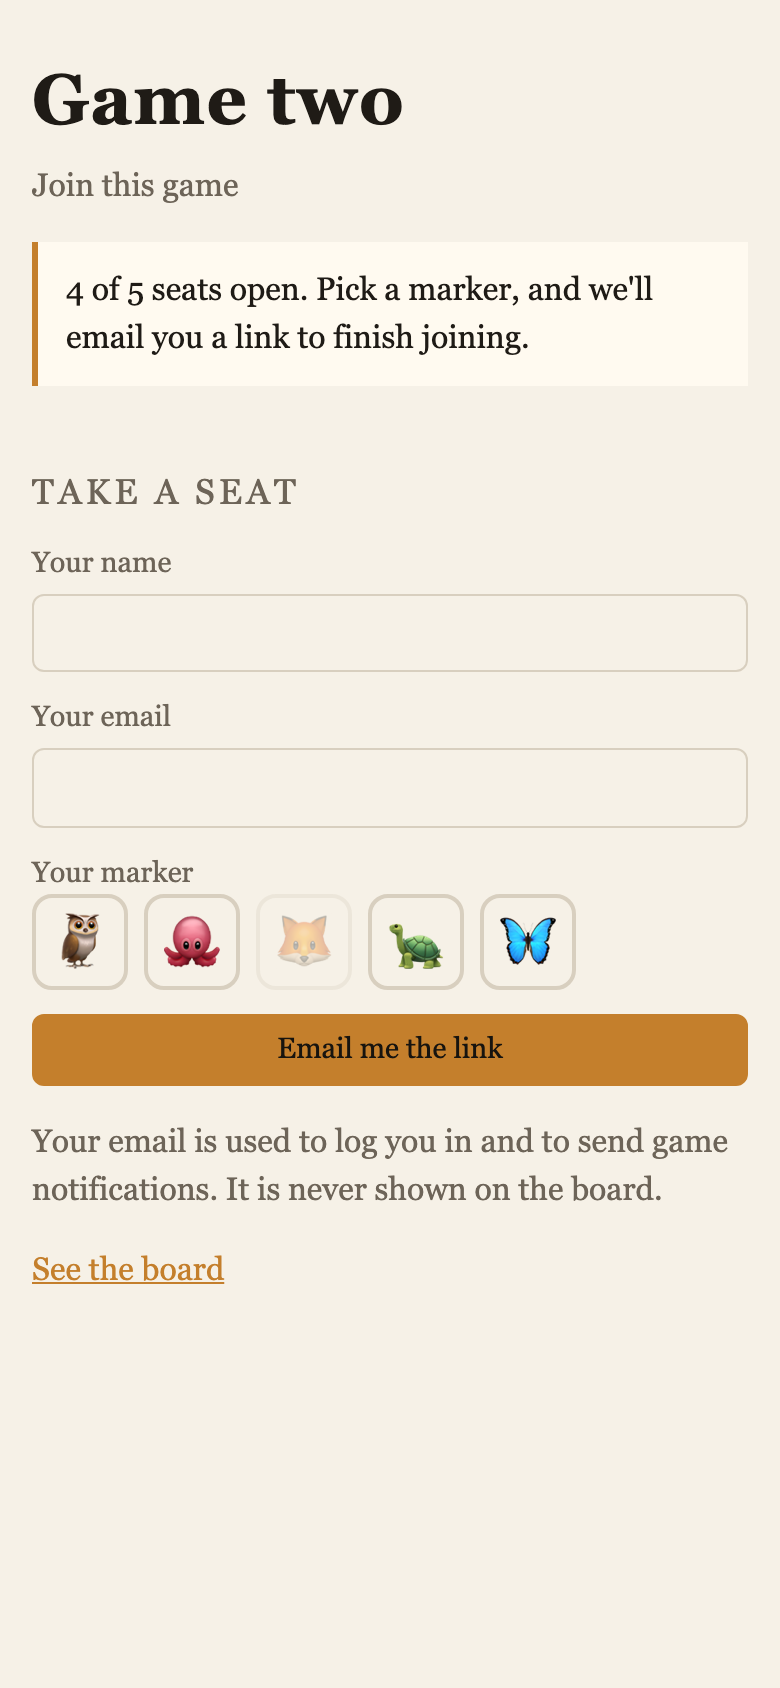 Game two
Join this game
4 of 5 seats open. Pick a marker, and we'll
email you a link to finish joining.
TAKE A SEAT
Your name
Your email
Your marker
Email me the link
Your email is used to log you in and to send game
notifications. It is never shown on the board.
See the board